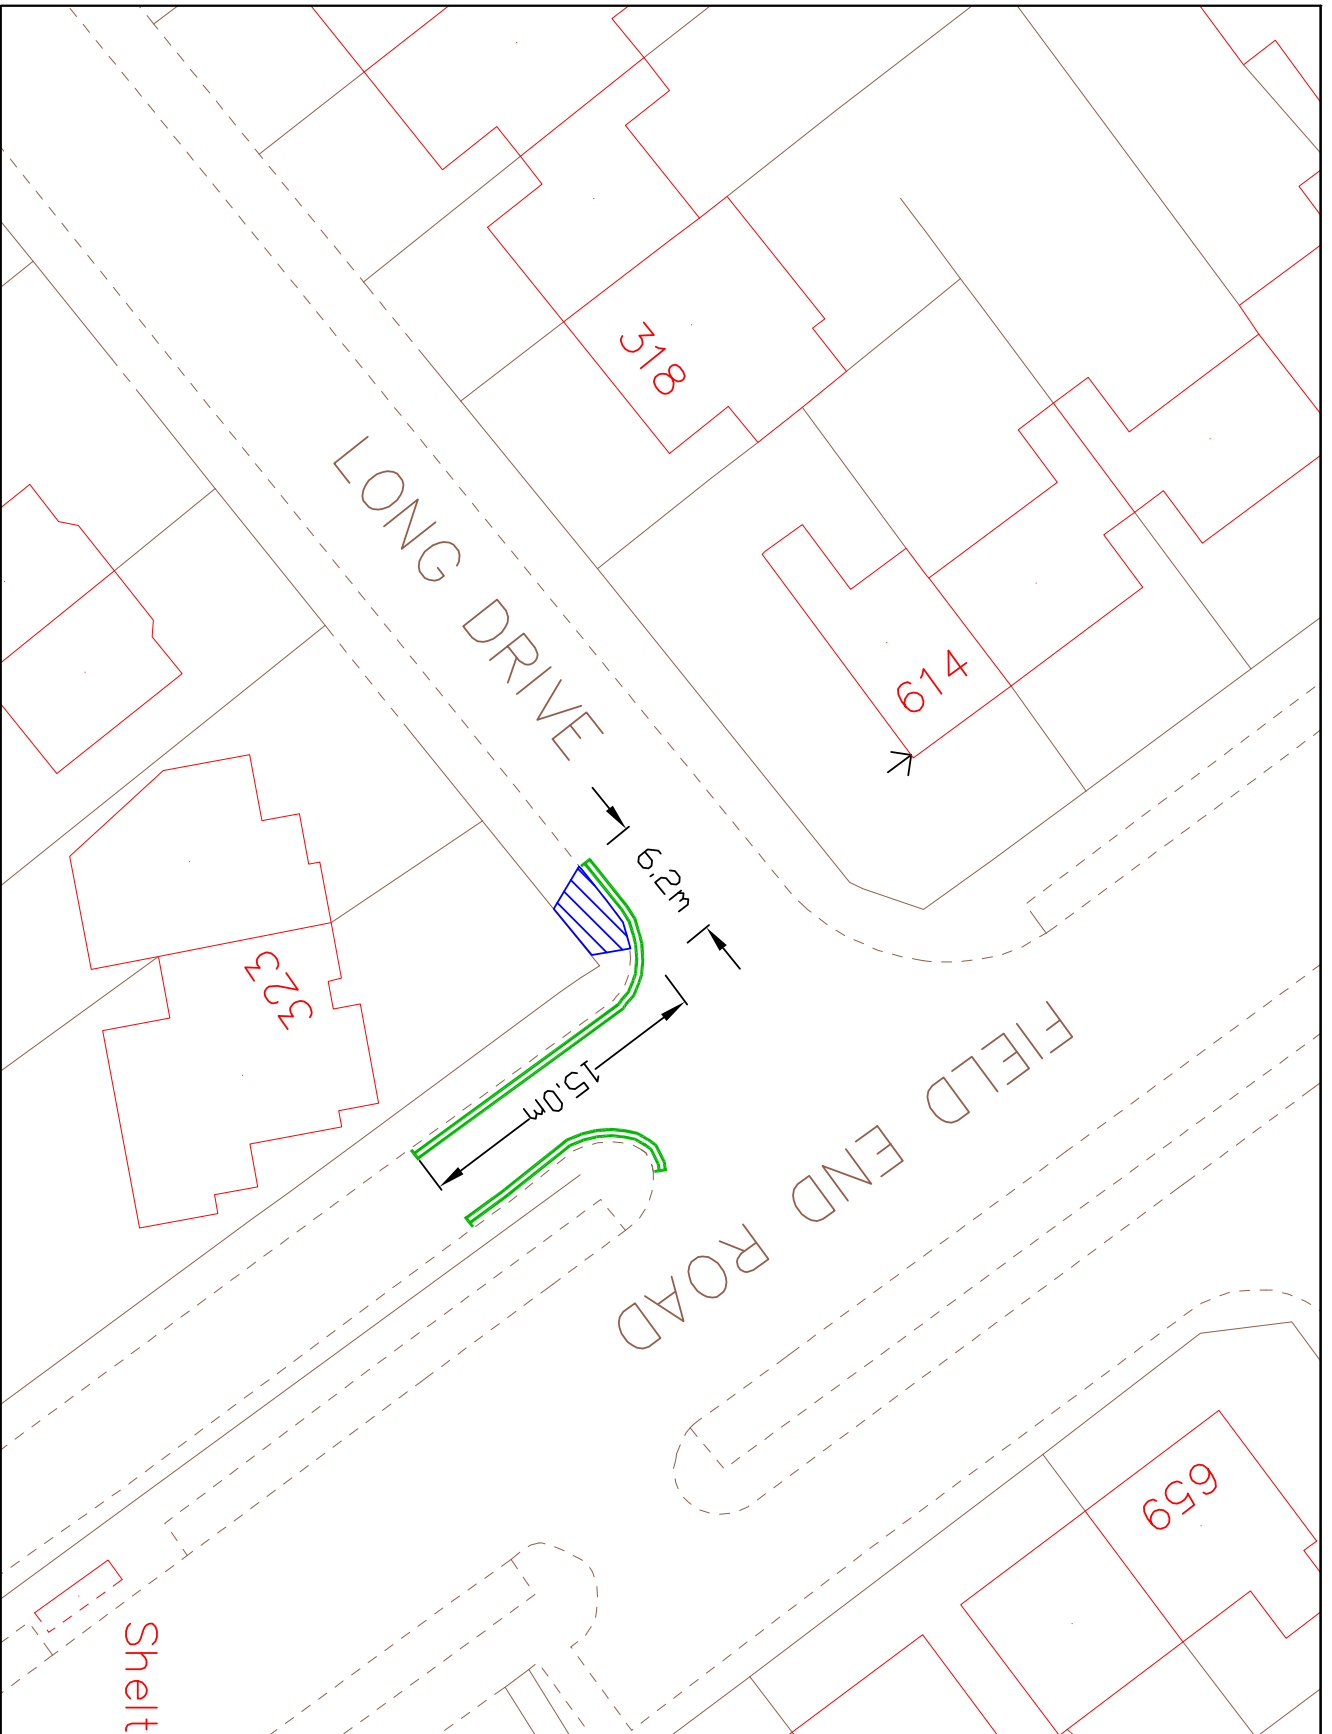 318
LONG DRIVE
614
6.2m
323
15.0m
FIELD END ROAD
659
Shelt